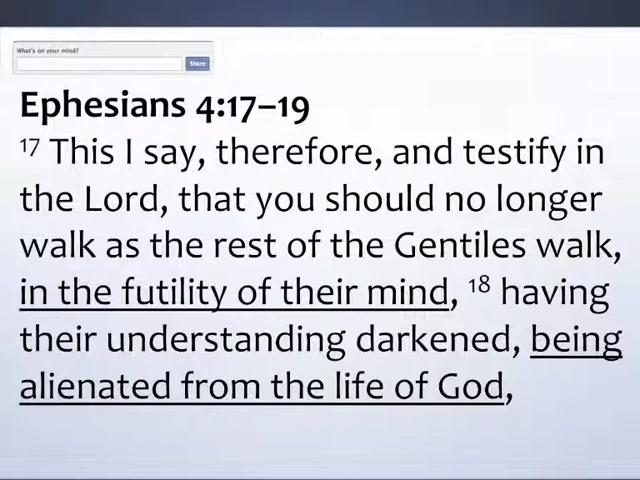 What's on your mind?
Share
Ephesians 4:17–19
17 This I say, therefore, and testify in
the Lord, that you should no longer
walk as the rest of the Gentiles walk,
in the futility of their mind, 18 having
their understanding darkened, being
alienated from the life of God,